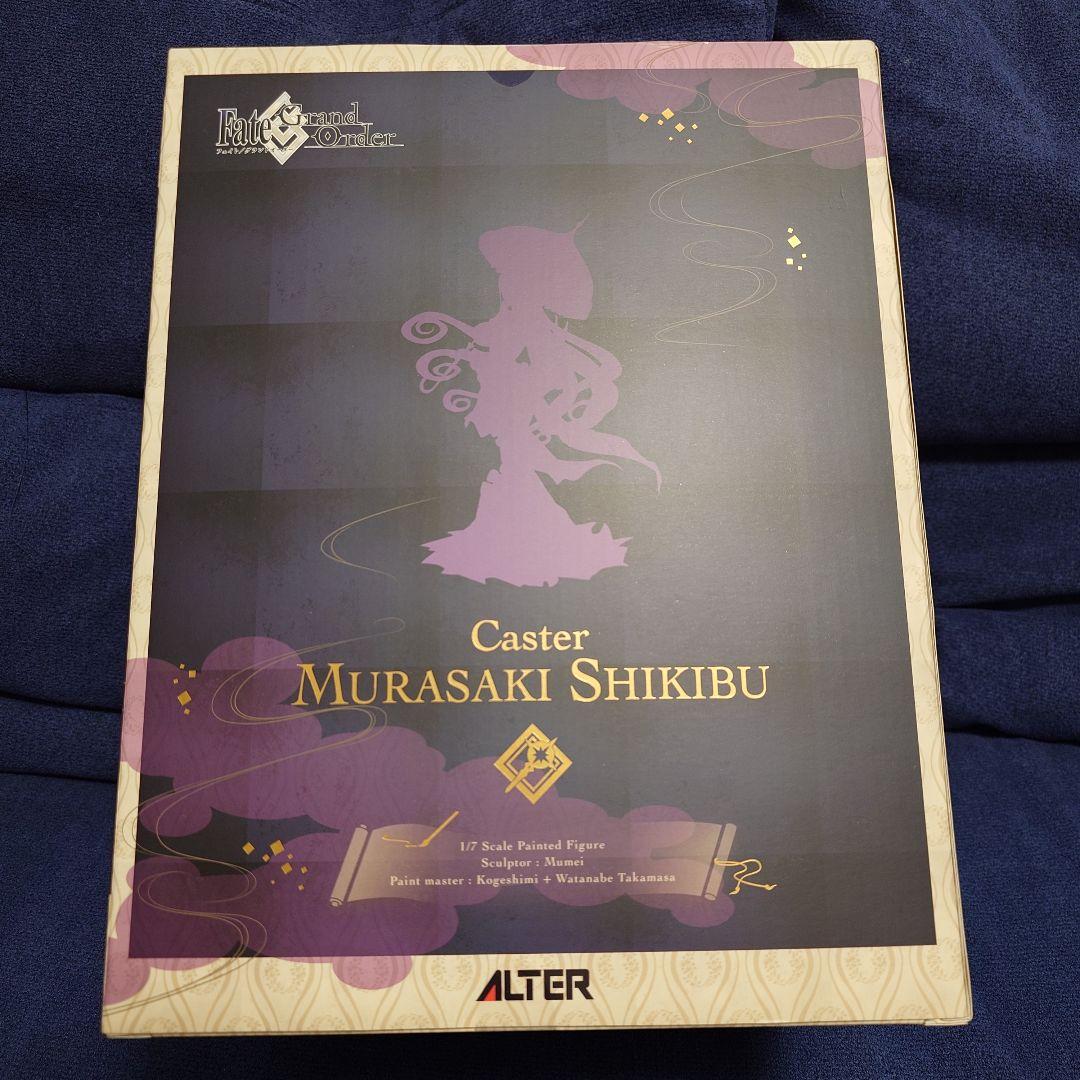 Fate/Grand Order
フェイト/グランドオーダー
Caster
MURASAKI SHIKIBU
1/7 Scale Painted Figure
Sculptor : Mumei
Paint master : Kogeshimi + Watanabe Takamasa
ALTER